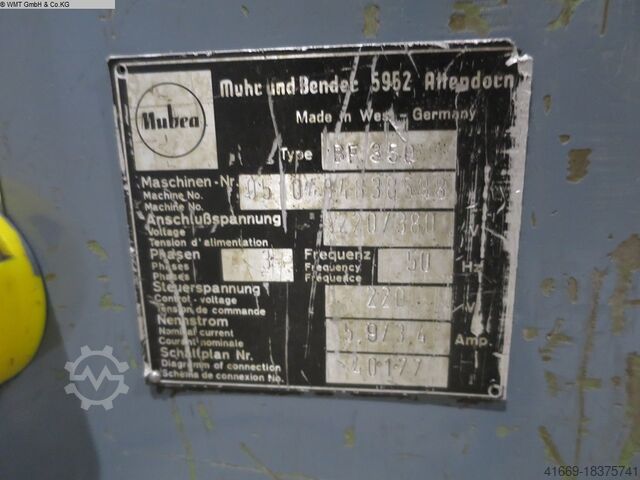 © WMT GmbH & Co.KG
Muhr und Bender 5952 Attendorn
Mubea
Made in West-Germany
Type BF 350
Maschinen-Nr.
Machine No.
Machine No.
Anschlußspannung 220/380 V
Voltage
Tension d'alimentation
Phasen 3 Frequenz 50 Hz
Phases Frequency
Phases Fréquence
Steuerspannung 220 V
Control-voltage
Tension de commande
Nennstrom 5,9/3,4 Amp.
Nominal current
Courant nominale
Schaltplan Nr. 40177
Diagramm of connection
Schema de connexion No.
41669-18375741